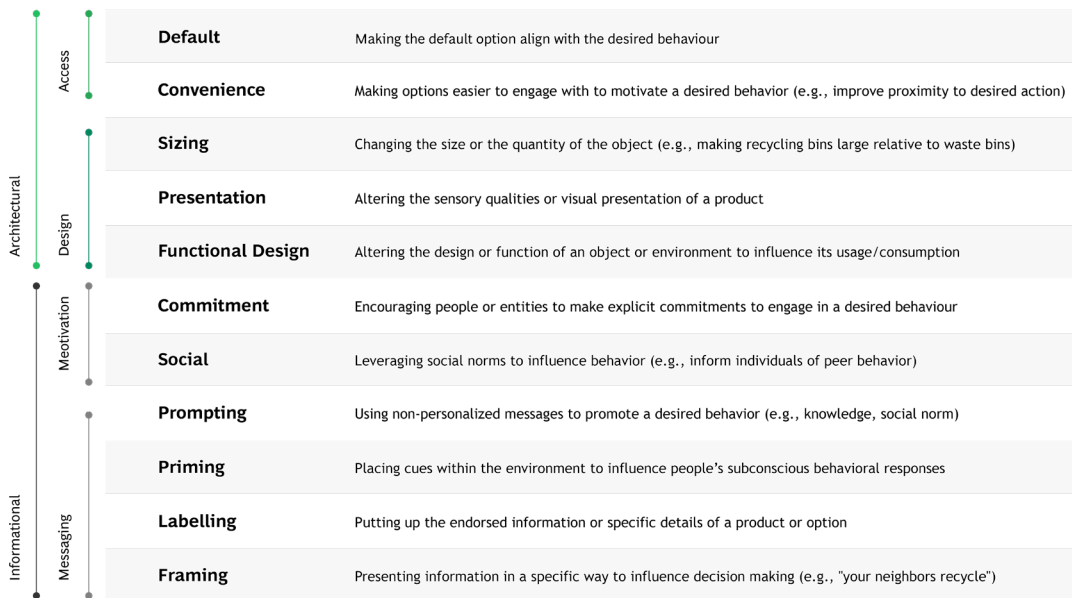 Architectural
Access
Default
Making the default option align with the desired behaviour
Convenience
Making options easier to engage with to motivate a desired behavior (e.g., improve proximity to desired action)
Design
Sizing
Changing the size or the quantity of the object (e.g., making recycling bins large relative to waste bins)
Presentation
Altering the sensory qualities or visual presentation of a product
Functional Design
Altering the design or function of an object or environment to influence its usage/consumption
Informational
Meotivation
Commitment
Encouraging people or entities to make explicit commitments to engage in a desired behaviour
Social
Leveraging social norms to influence behavior (e.g., inform individuals of peer behavior)
Messaging
Prompting
Using non-personalized messages to promote a desired behavior (e.g., knowledge, social norm)
Priming
Placing cues within the environment to influence people’s subconscious behavioral responses
Labelling
Putting up the endorsed information or specific details of a product or option
Framing
Presenting information in a specific way to influence decision making (e.g., "your neighbors recycle")